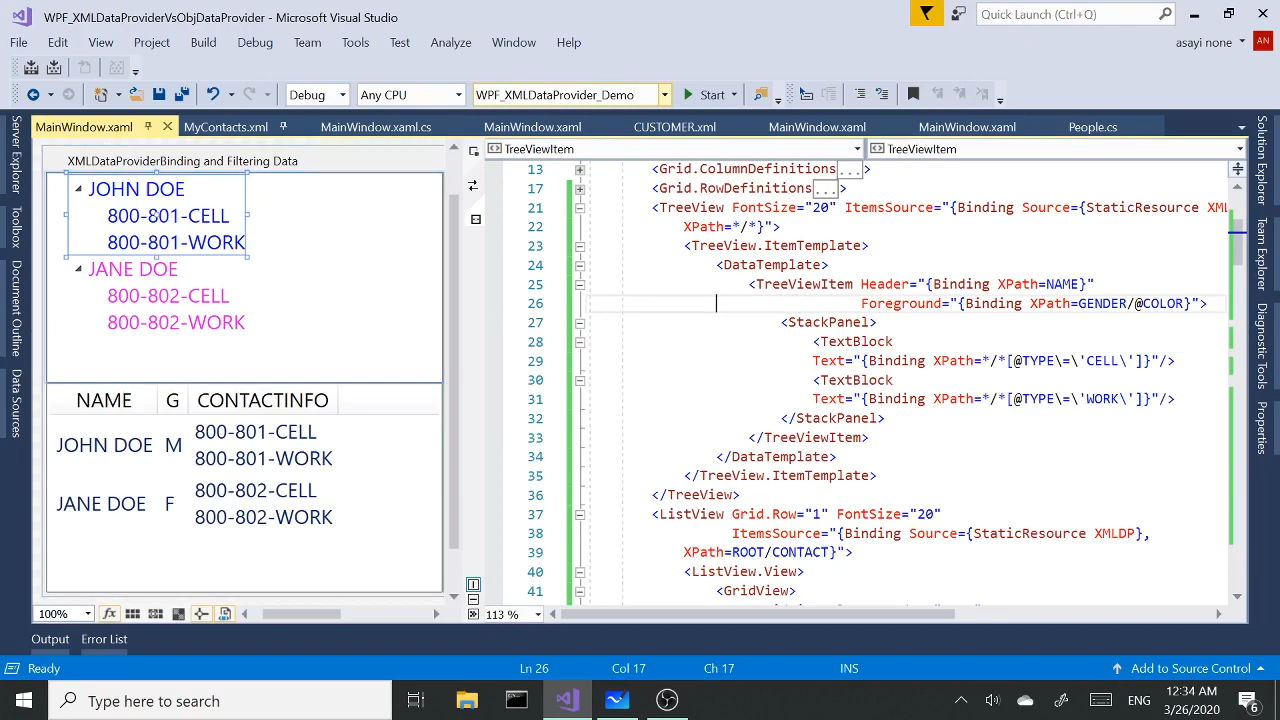 WPF_XMLDataProviderVsObjDataProvider - Microsoft Visual Studio
Quick Launch (Ctrl+Q)
File Edit View Project Build Debug Team Tools Test Analyze Window Help
asayi none AN
Debug Any CPU WPF_XMLDataProvider_Demo Start
MainWindow.xaml MyContacts.xml MainWindow.xaml.cs MainWindow.xaml CUSTOMER.xml MainWindow.xaml MainWindow.xaml People.cs
Server Explorer
Toolbox
Document Outline
Data Sources
XMLDataProviderBinding and Filtering Data
JOHN DOE
800-801-CELL
800-801-WORK
JANE DOE
800-802-CELL
800-802-WORK
NAME G CONTACTINFO
JOHN DOE M 800-801-CELL
800-801-WORK
JANE DOE F 800-802-CELL
800-802-WORK
100% fx
TreeViewItem TreeViewItem
13 <Grid.ColumnDefinitions...>
17 <Grid.RowDefinitions...>
21 <TreeView FontSize="20" ItemsSource="{Binding Source={StaticResource XML
22 XPath=*/*}">
23 <TreeView.ItemTemplate>
24 <DataTemplate>
25 <TreeViewItem Header="{Binding XPath=NAME}"
26 Foreground="{Binding XPath=GENDER/@COLOR}">
27 <StackPanel>
28 <TextBlock
29 Text="{Binding XPath=*/*[@TYPE\=\'CELL\']}"/>
30 <TextBlock
31 Text="{Binding XPath=*/*[@TYPE\=\'WORK\']}"/>
32 </StackPanel>
33 </TreeViewItem>
34 </DataTemplate>
35 </TreeView.ItemTemplate>
36 </TreeView>
37 <ListView Grid.Row="1" FontSize="20"
38 ItemsSource="{Binding Source={StaticResource XMLDP},
39 XPath=ROOT/CONTACT}">
40 <ListView.View>
41 <GridView>
113 %
Solution Explorer
Team Explorer
Diagnostic Tools
Properties
Output Error List
Ready Ln 26 Col 17 Ch 17 INS Add to Source Control
Type here to search
ENG
12:34 AM
3/26/2020
6